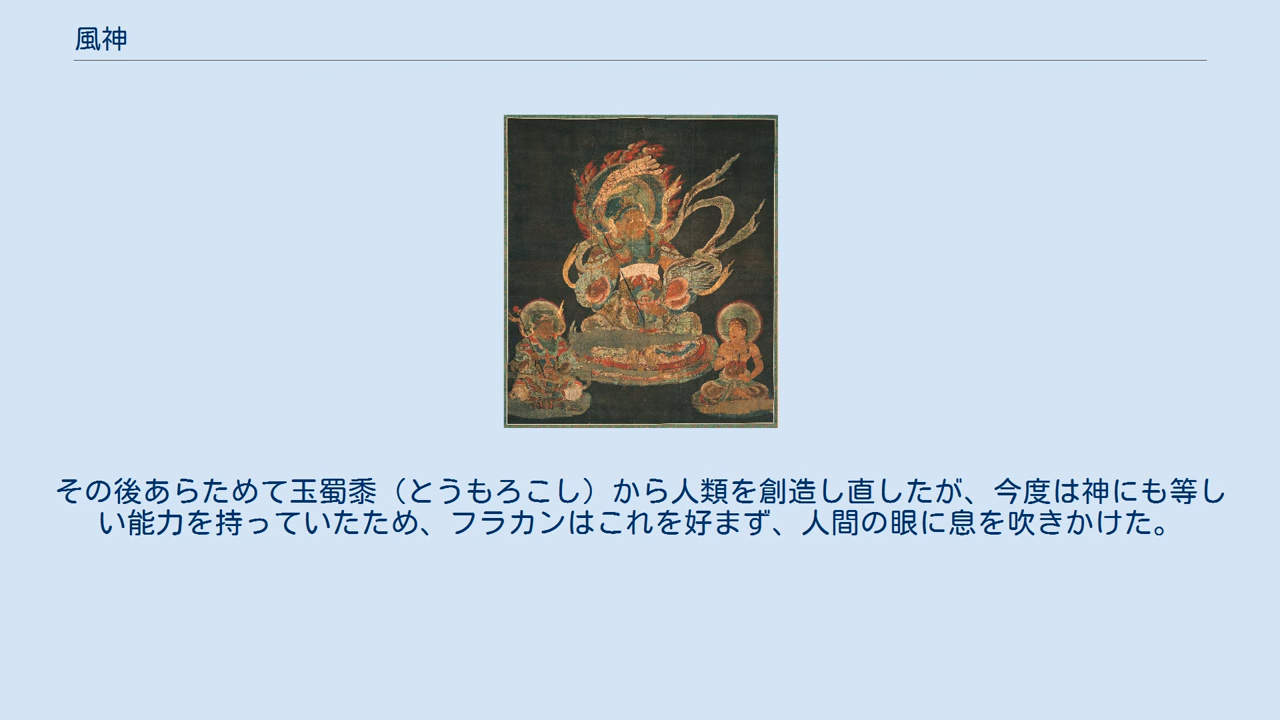 風神
その後あらためて玉蜀黍（とうもろこし）から人類を創造し直したが、今度は神にも等し
い能力を持っていたため、フラカンはこれを好まず、人間の眼に息を吹きかけた。